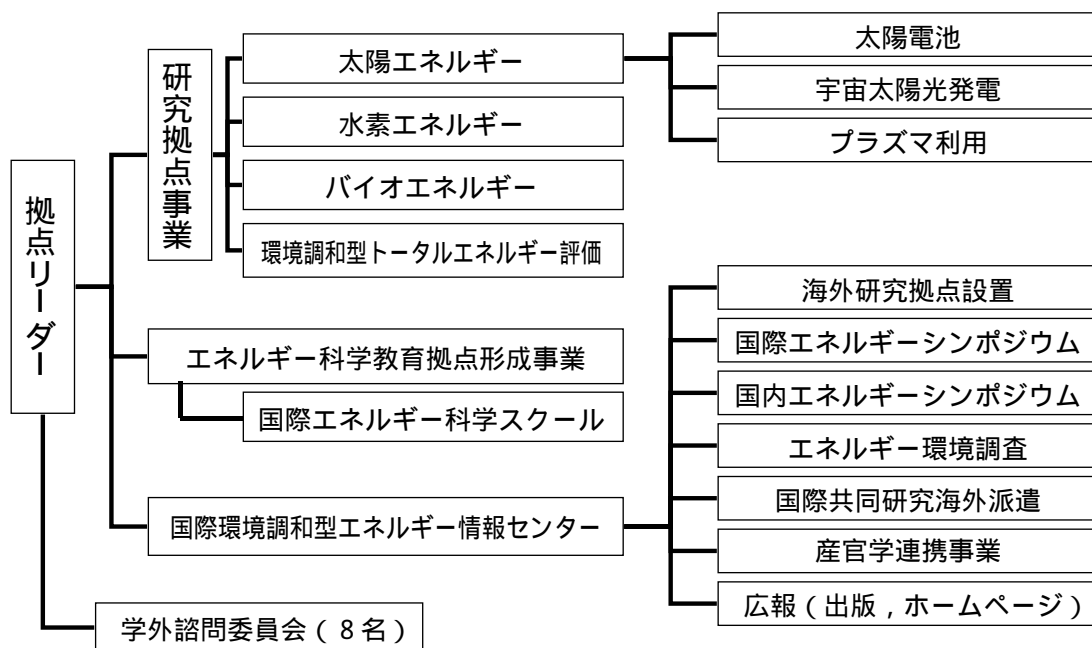 拠点リーダー
研究拠点事業
太陽エネルギー
太陽電池
宇宙太陽光発電
プラズマ利用
水素エネルギー
バイオエネルギー
環境調和型トータルエネルギー評価
エネルギー科学教育拠点形成事業
国際エネルギー科学スクール
国際環境調和型エネルギー情報センター
海外研究拠点設置
国際エネルギーシンポジウム
国内エネルギーシンポジウム
エネルギー環境調査
国際共同研究海外派遣
産官学連携事業
広報（出版，ホームページ）
学外諮問委員会（８名）